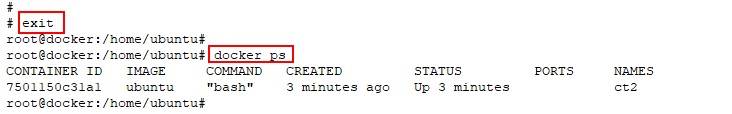 #
# exit
root@docker:/home/ubuntu#
root@docker:/home/ubuntu# docker ps
CONTAINER ID   IMAGE    COMMAND   CREATED         STATUS         PORTS     NAMES
7501150c31a1   ubuntu   "bash"    3 minutes ago   Up 3 minutes             ct2
root@docker:/home/ubuntu#